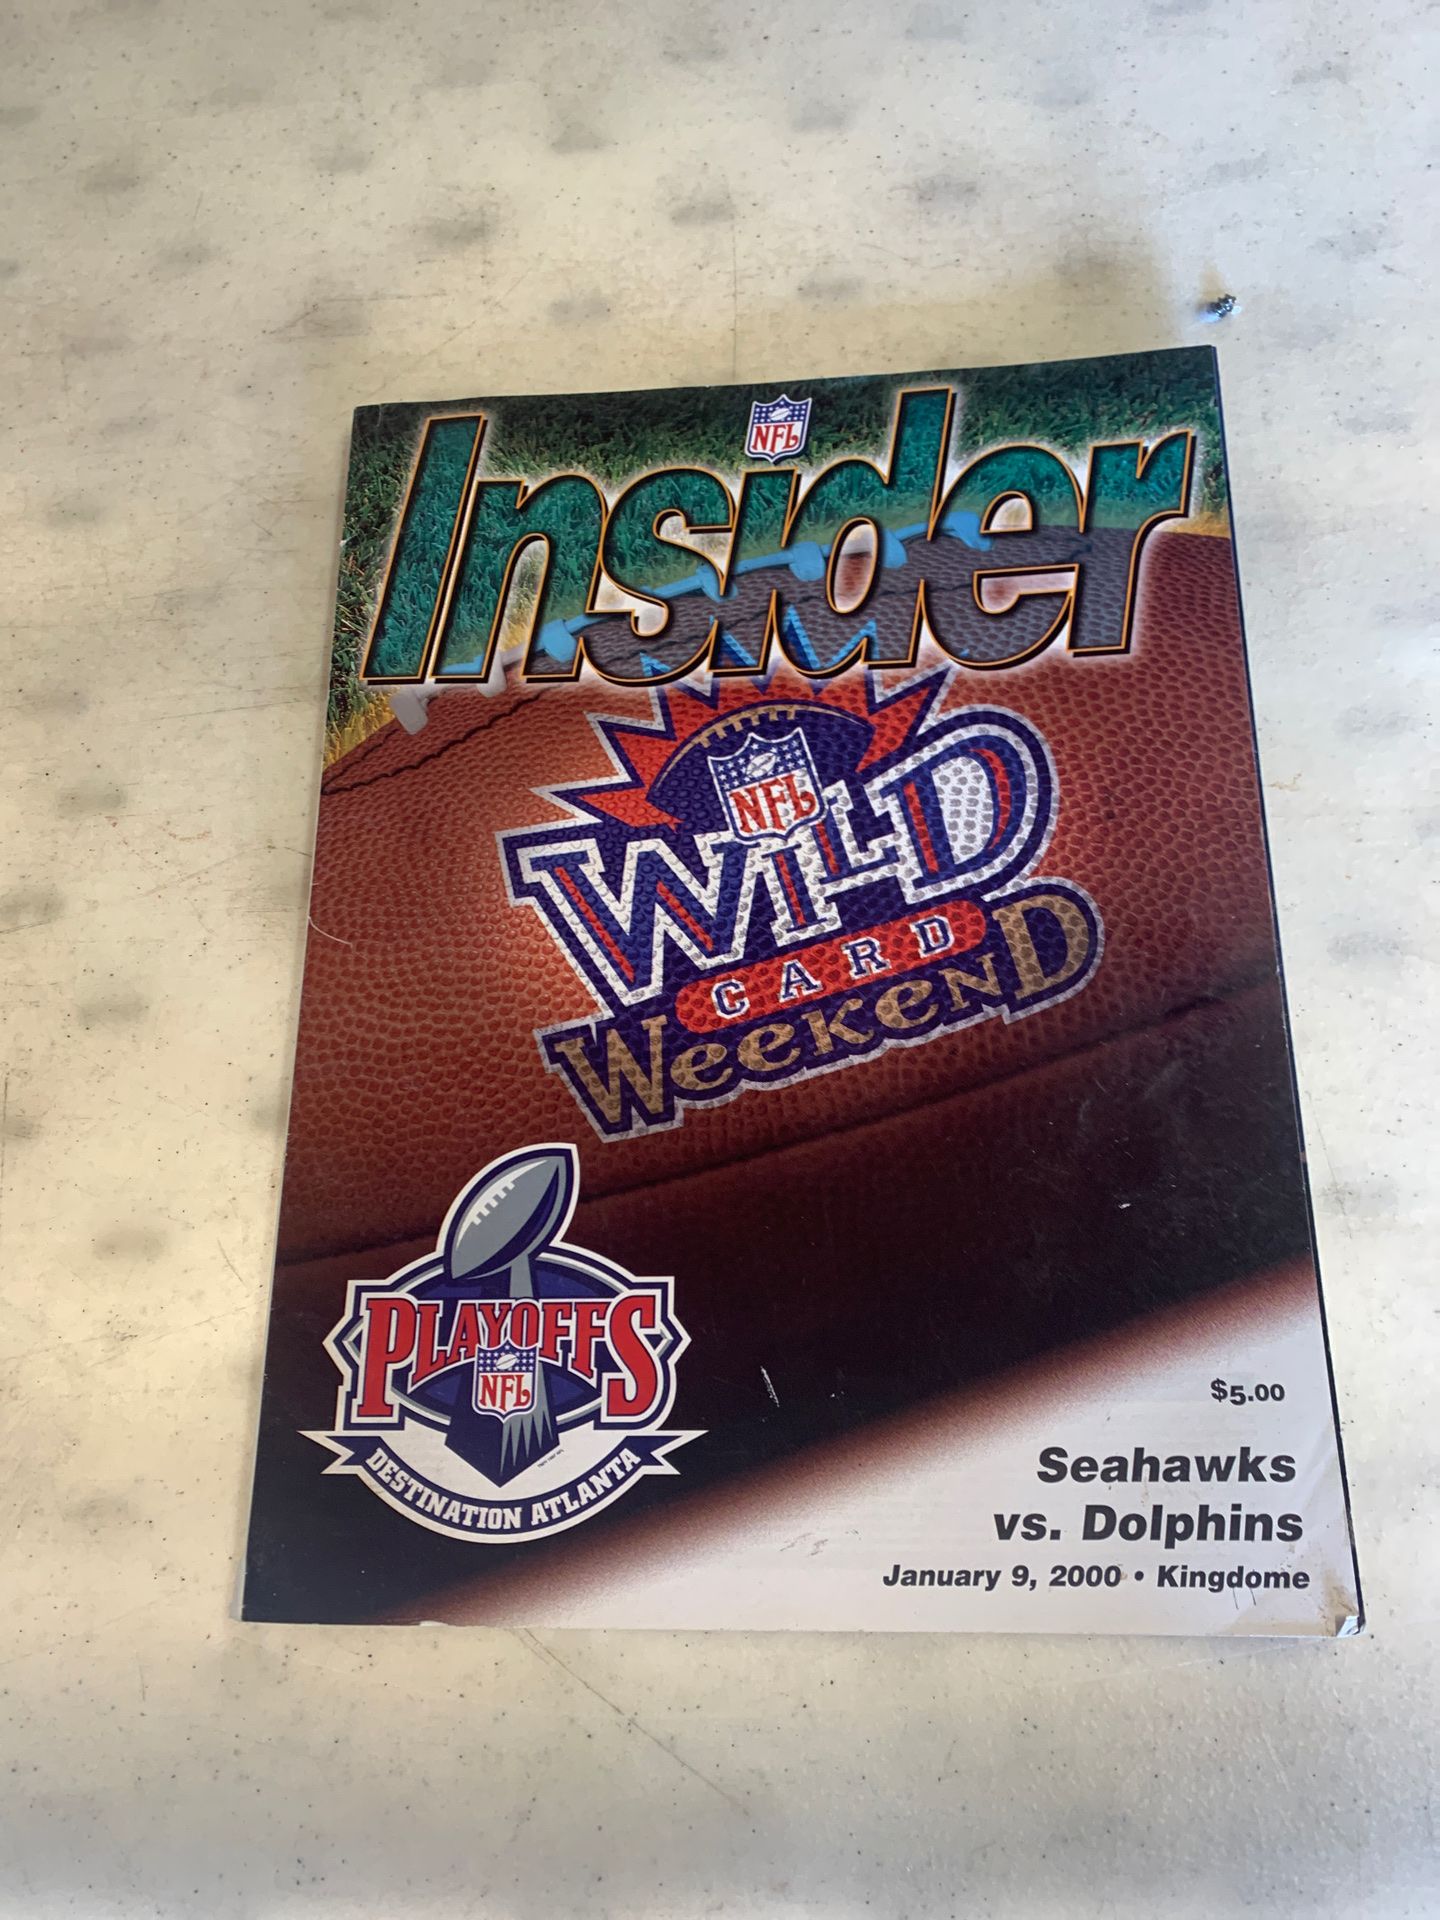 NFL
Insider
NFL
WILD
CARD
WEEKEND
PLAYOFFS
NFL
DESTINATION ATLANTA
$5.00
Seahawks
vs. Dolphins
January 9, 2000 • Kingdome